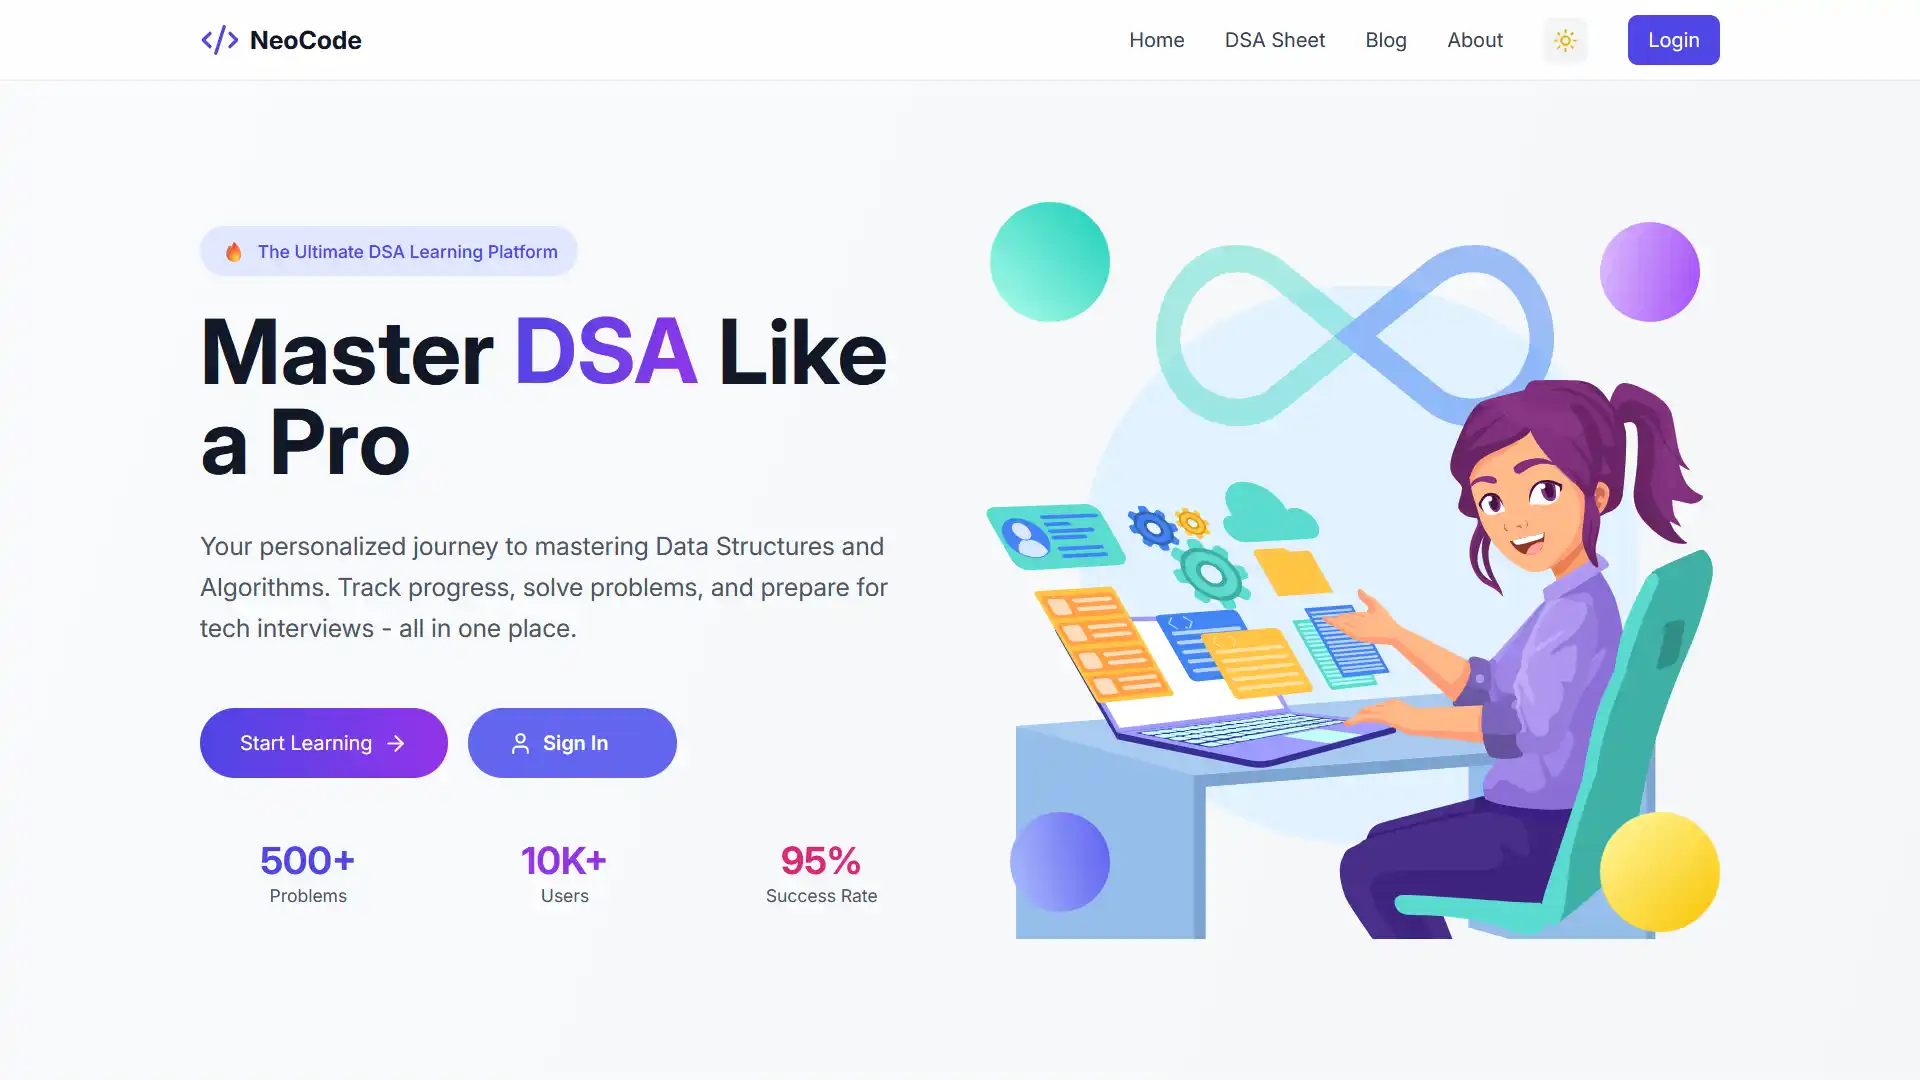 NeoCode
Home
DSA Sheet
Blog
About
Login
The Ultimate DSA Learning Platform
Master DSA Like
a Pro
Your personalized journey to mastering Data Structures and
Algorithms. Track progress, solve problems, and prepare for
tech interviews - all in one place.
Start Learning
Sign In
500+
Problems
10K+
Users
95%
Success Rate